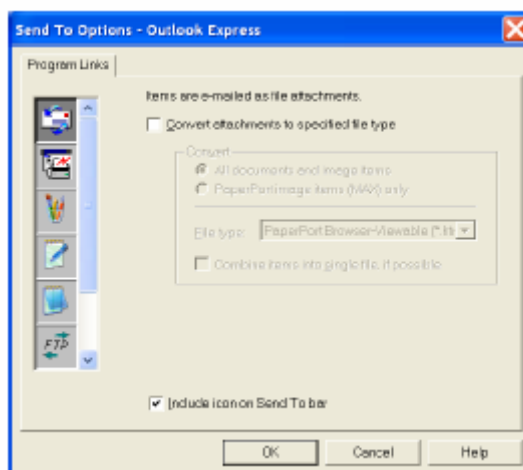 Send To Options - Outlook Express
Program Links
Items are e-mailed as file attachments.
Convert attachments to specified file type
Convert
All documents and image items
PaperPort image items (MAX) only
File type: PaperPort Browser-Viewable (*.ht
Combine items into single file, if possible
FTP
Include icon on Send To bar
OK Cancel Help